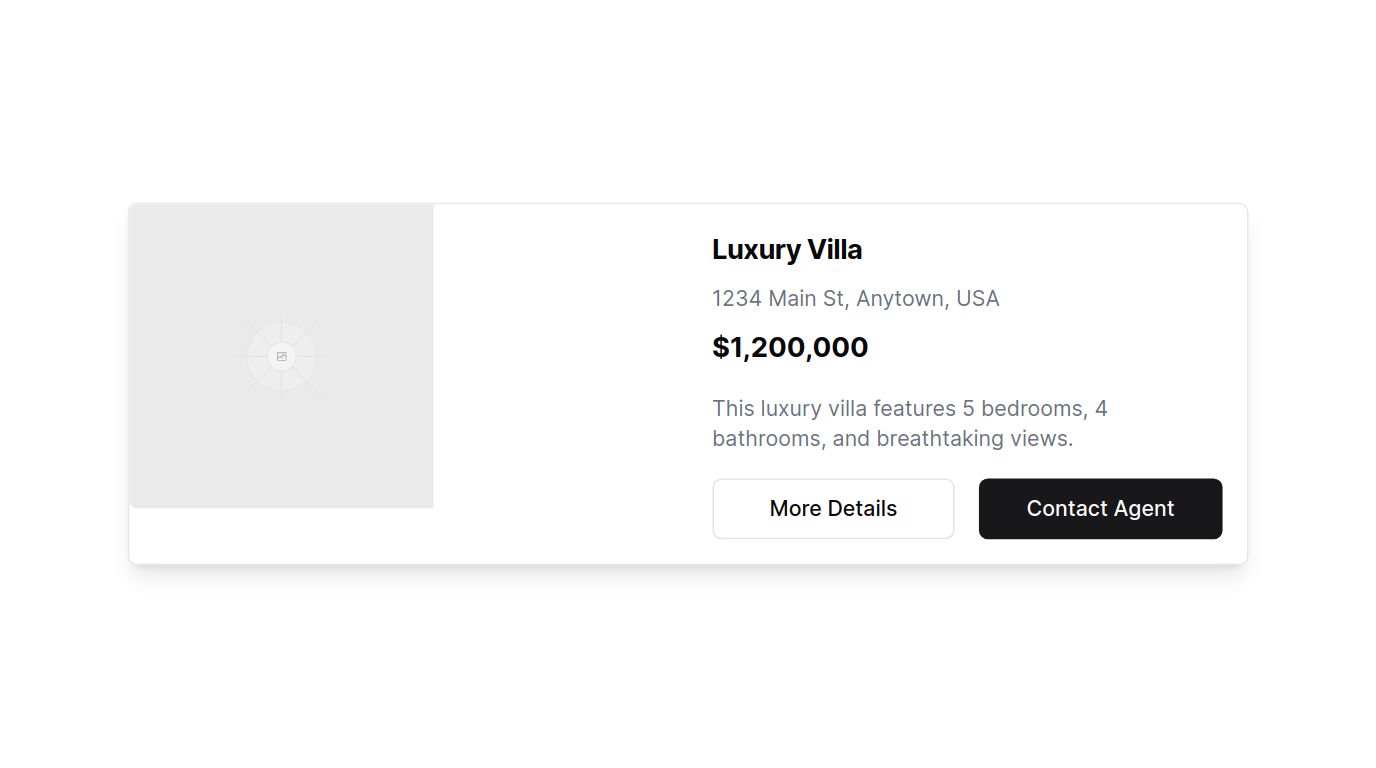 Luxury Villa
1234 Main St, Anytown, USA
$1,200,000
This luxury villa features 5 bedrooms, 4
bathrooms, and breathtaking views.
More Details
Contact Agent